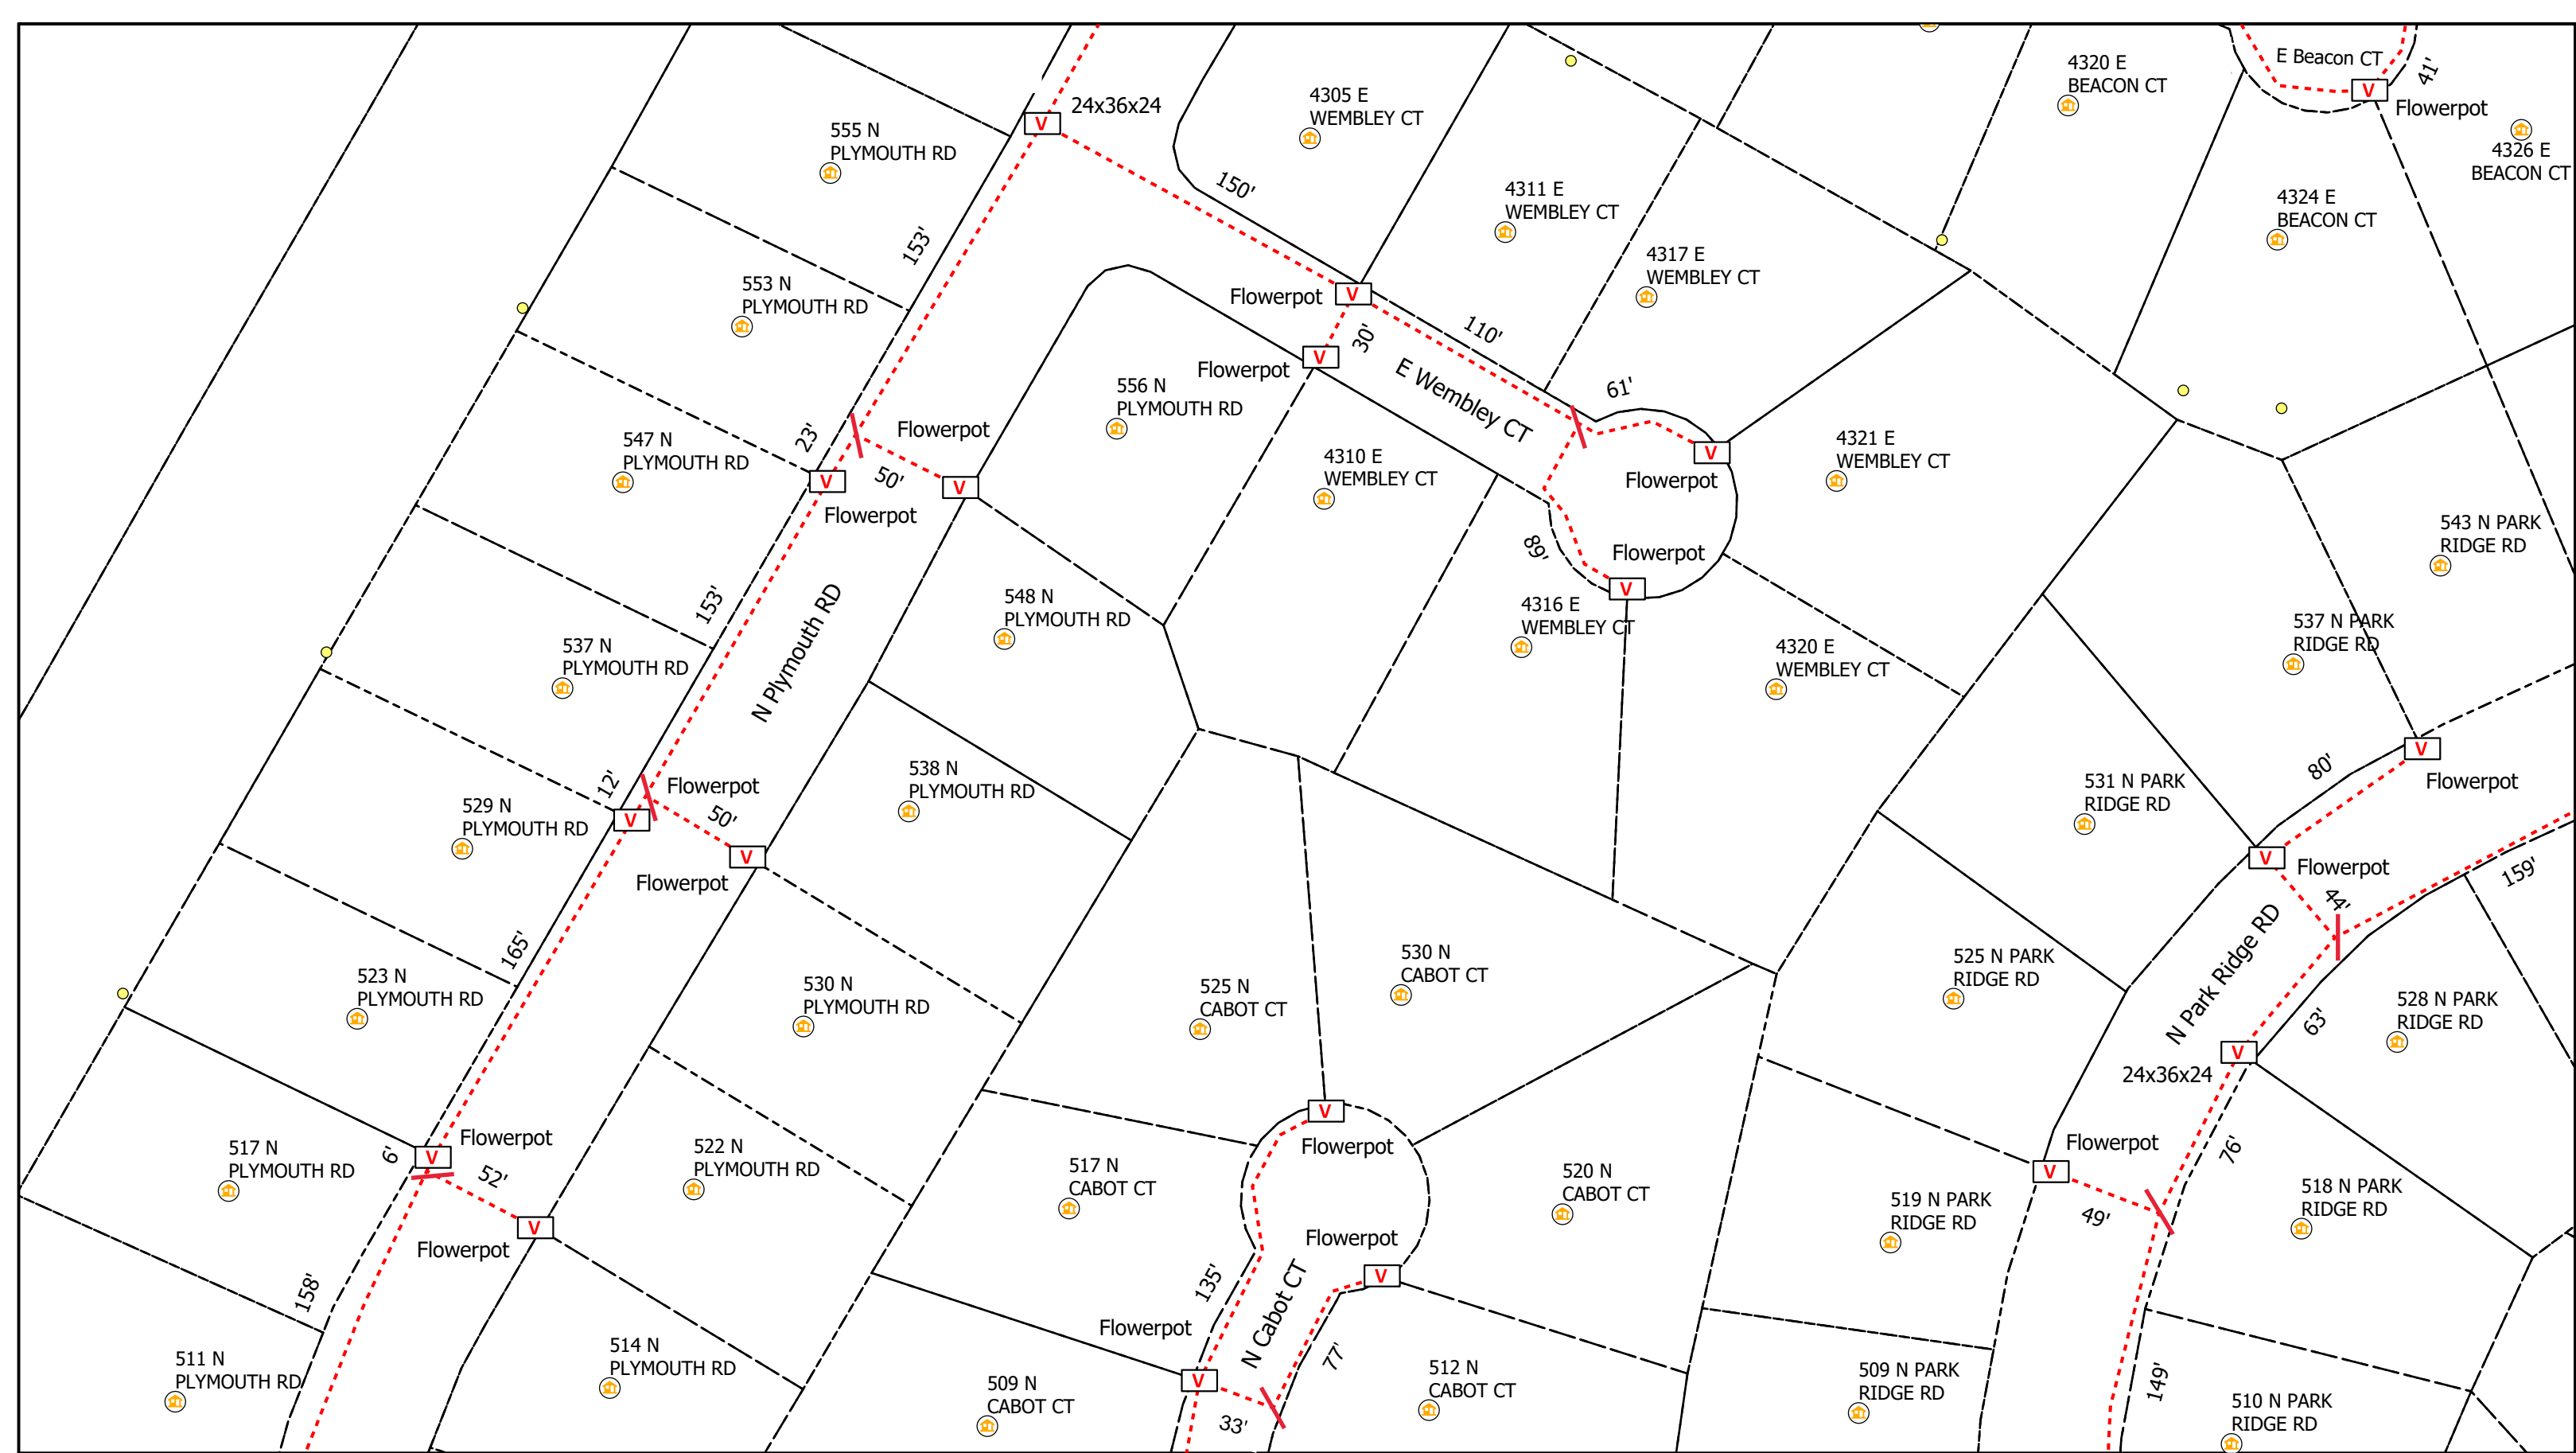 E Beacon CT
41'
4320 E
BEACON CT
V
Flowerpot
4305 E
WEMBLEY CT
24x36x24
V
555 N
PLYMOUTH RD
4326 E
BEACON CT
150'
4311 E
WEMBLEY CT
4324 E
BEACON CT
153'
4317 E
WEMBLEY CT
553 N
PLYMOUTH RD
Flowerpot
V
110'
30'
Flowerpot
V
E Wembley CT
61'
556 N
PLYMOUTH RD
23'
Flowerpot
547 N
PLYMOUTH RD
4310 E
WEMBLEY CT
V
Flowerpot
4321 E
WEMBLEY CT
V
50'
V
Flowerpot
543 N PARK
RIDGE RD
89'
Flowerpot
V
153'
N Plymouth RD
548 N
PLYMOUTH RD
4316 E
WEMBLEY CT
537 N PARK
RIDGE RD
537 N
PLYMOUTH RD
4320 E
WEMBLEY CT
V
Flowerpot
80'
538 N
PLYMOUTH RD
531 N PARK
RIDGE RD
12'
Flowerpot
529 N
PLYMOUTH RD
V
50'
V
Flowerpot
V
Flowerpot
159'
44'
165'
530 N
CABOT CT
525 N PARK
RIDGE RD
N Park Ridge RD
523 N
PLYMOUTH RD
530 N
PLYMOUTH RD
525 N
CABOT CT
528 N PARK
RIDGE RD
63'
V
24x36x24
V
Flowerpot
Flowerpot
V
6'
517 N
PLYMOUTH RD
52'
522 N
PLYMOUTH RD
517 N
CABOT CT
520 N
CABOT CT
Flowerpot
V
76'
519 N PARK
RIDGE RD
49'
518 N PARK
RIDGE RD
V
Flowerpot
Flowerpot
V
158'
135'
N Cabot CT
Flowerpot
V
77'
514 N
PLYMOUTH RD
511 N
PLYMOUTH RD
509 N
CABOT CT
33'
512 N
CABOT CT
509 N PARK
RIDGE RD
149'
510 N PARK
RIDGE RD